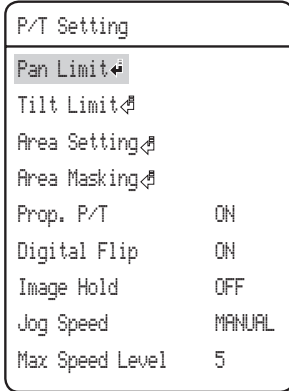 P/T Setting
Pan Limit↵
Tilt Limit↵
Area Setting↵
Area Masking↵
Prop. P/T ON
Digital Flip ON
Image Hold OFF
Jog Speed MANUAL
Max Speed Level 5